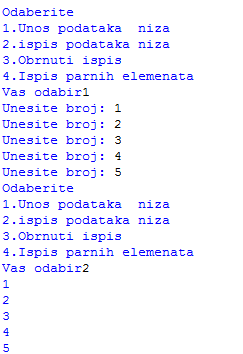 Odaberite
1.Unos podataka  niza
2.ispis podataka niza
3.Obrnuti ispis
4.Ispis parnih elemenata
Vas odabir1
Unesite broj: 1
Unesite broj: 2
Unesite broj: 3
Unesite broj: 4
Unesite broj: 5
Odaberite
1.Unos podataka  niza
2.ispis podataka niza
3.Obrnuti ispis
4.Ispis parnih elemenata
Vas odabir2
1
2
3
4
5